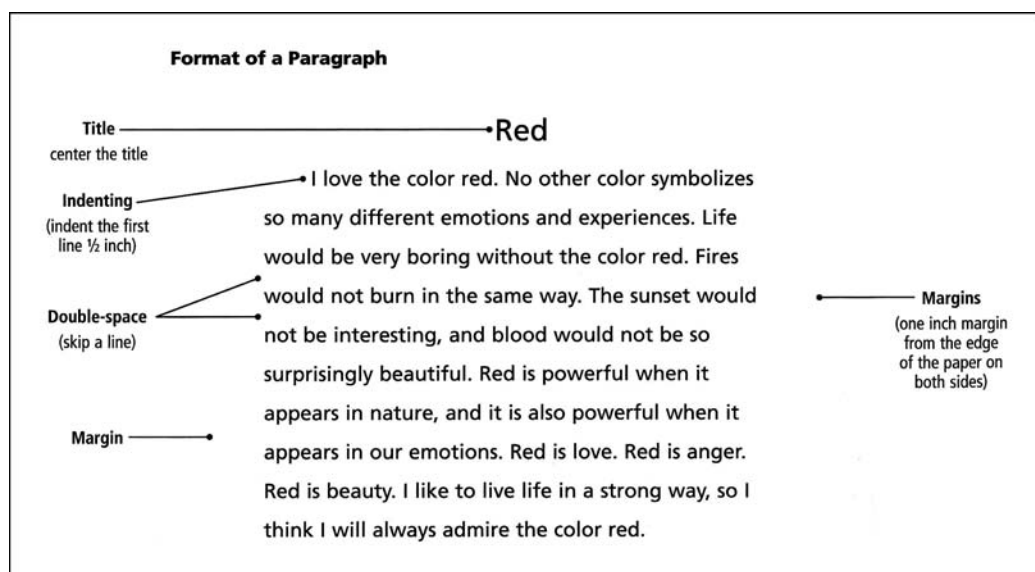 Format of a Paragraph
Title
center the title
Indenting
(indent the first
line ½ inch)
Double-space
(skip a line)
Margin
Red
I love the color red. No other color symbolizes
so many different emotions and experiences. Life
would be very boring without the color red. Fires
would not burn in the same way. The sunset would
not be interesting, and blood would not be so
surprisingly beautiful. Red is powerful when it
appears in nature, and it is also powerful when it
appears in our emotions. Red is love. Red is anger.
Red is beauty. I like to live life in a strong way, so I
think I will always admire the color red.
Margins
(one inch margin
from the edge
of the paper on
both sides)